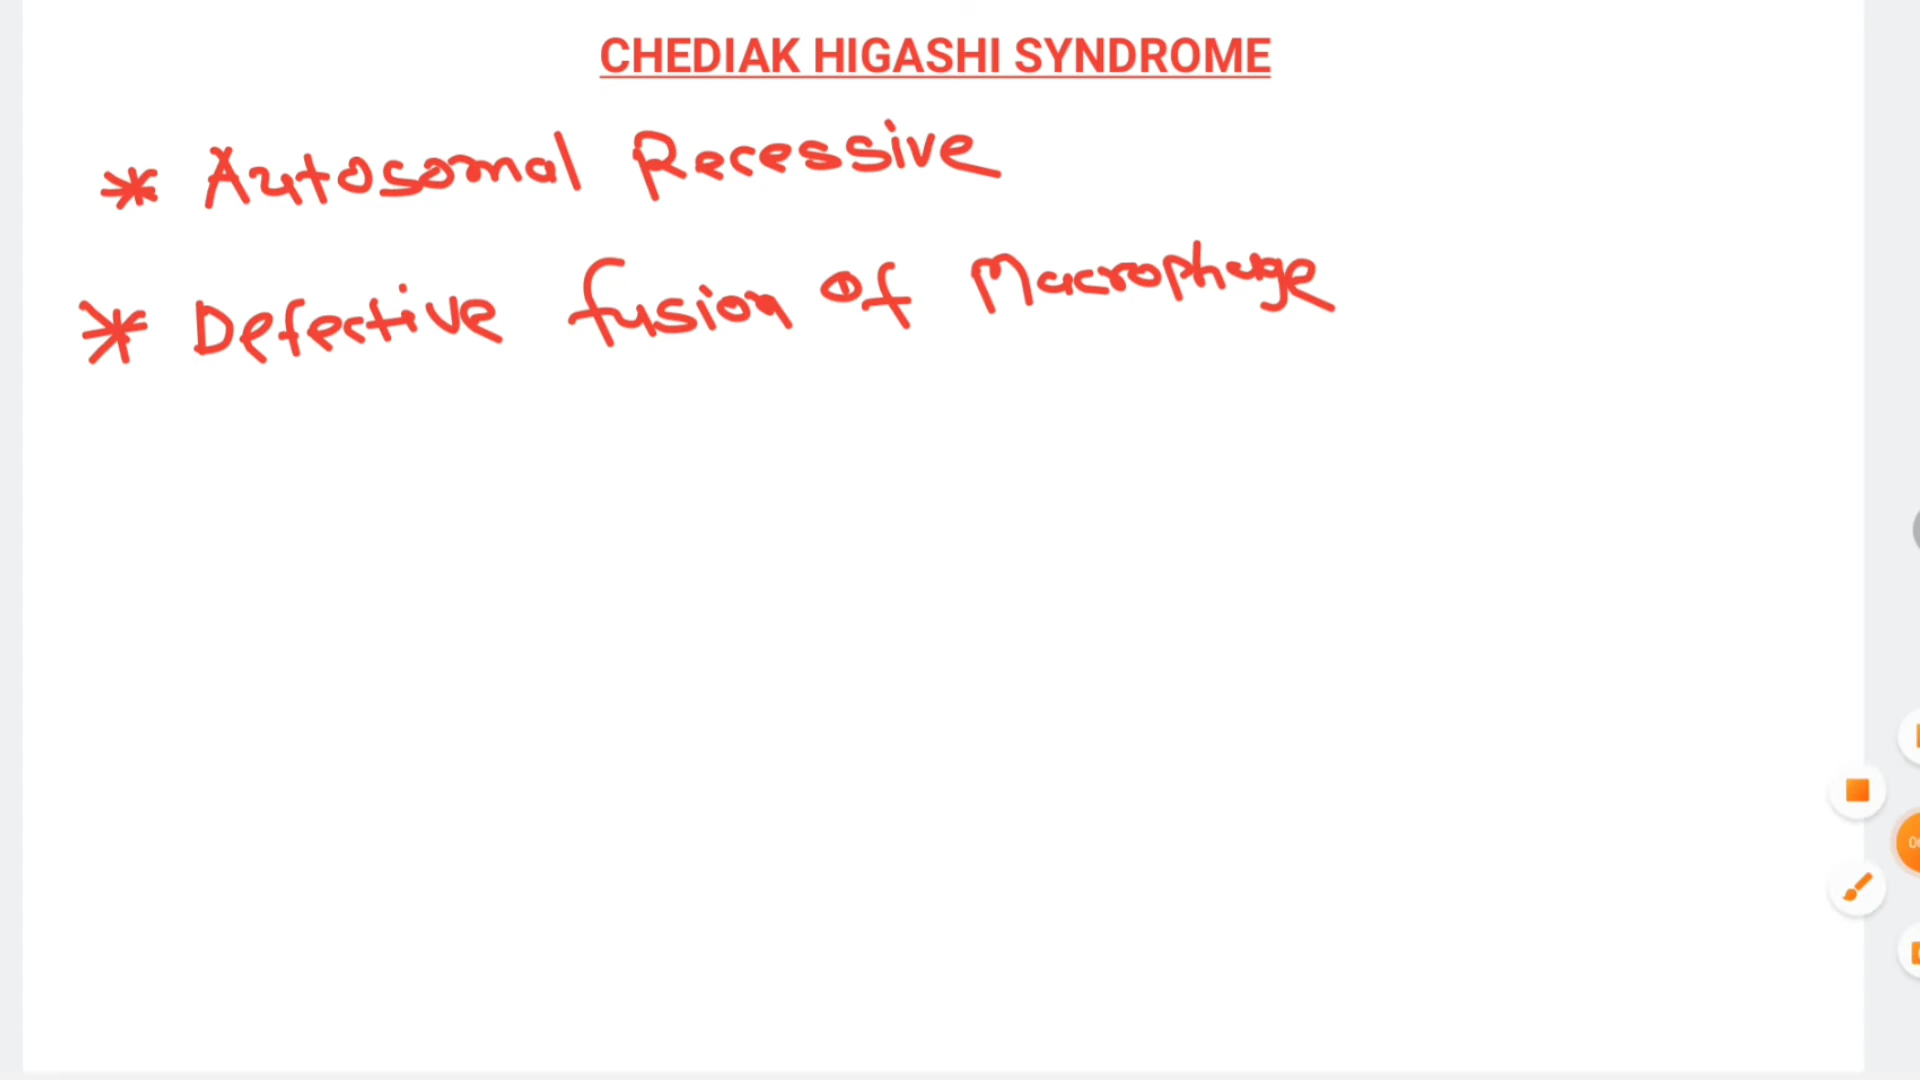 CHEDIAK HIGASHI SYNDROME
* Autosomal Recessive
* Defective fusion of Macrophage